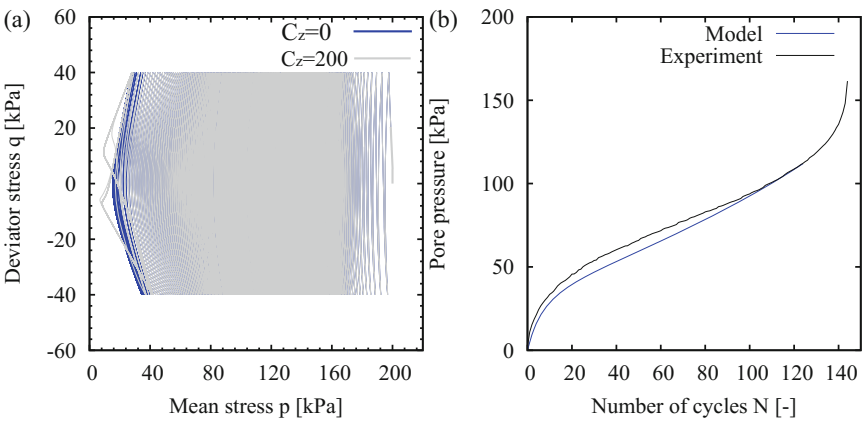 (a)
60
40
20
0
-20
-40
-60
Deviator stress q [kPa]
Cz=0
Cz=200
0 40 80 120 160 200
Mean stress p [kPa]
(b)
200
150
100
50
0
Pore pressure [kPa]
Model
Experiment
0 20 40 60 80 100 120 140
Number of cycles N [-]